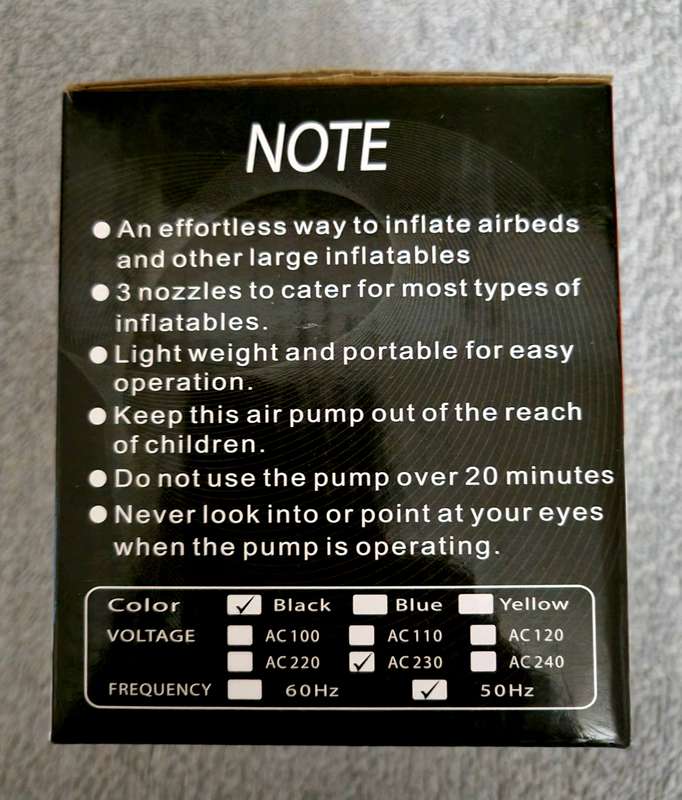 NOTE
An effortless way to inflate airbeds
and other large inflatables
3 nozzles to cater for most types of
inflatables.
Light weight and portable for easy
operation.
Keep this air pump out of the reach
of children.
Do not use the pump over 20 minutes
Never look into or point at your eyes
when the pump is operating.
Color ✓ Black Blue Yellow
VOLTAGE AC100 AC110 AC120
AC220 ✓ AC230 AC240
FREQUENCY 60Hz ✓ 50Hz